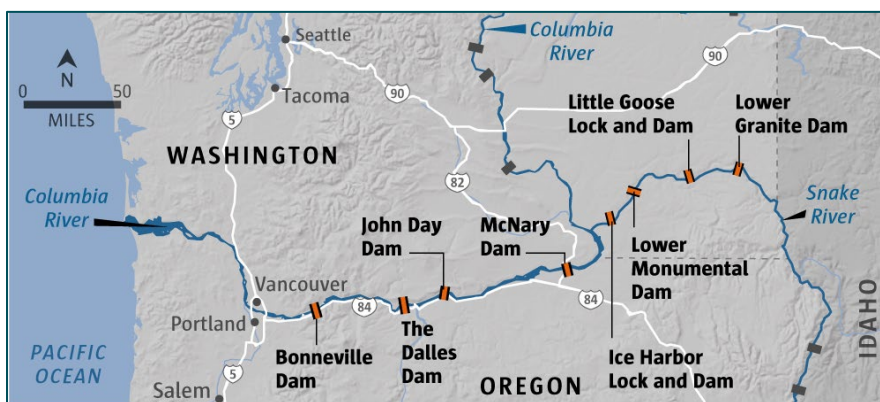 Seattle
Columbia
River
N
0 50
MILES
Tacoma
90
90
5
Little Goose
Lock and Dam
Lower
Granite Dam
WASHINGTON
82
Columbia
River
Snake
River
John Day
Dam
McNary
Dam
Lower
Monumental
Dam
Vancouver
84
84
Portland
IDAHO
Bonneville
Dam
The
Dalles
Dam
Ice Harbor
Lock and Dam
PACIFIC
OCEAN
5
Salem
OREGON